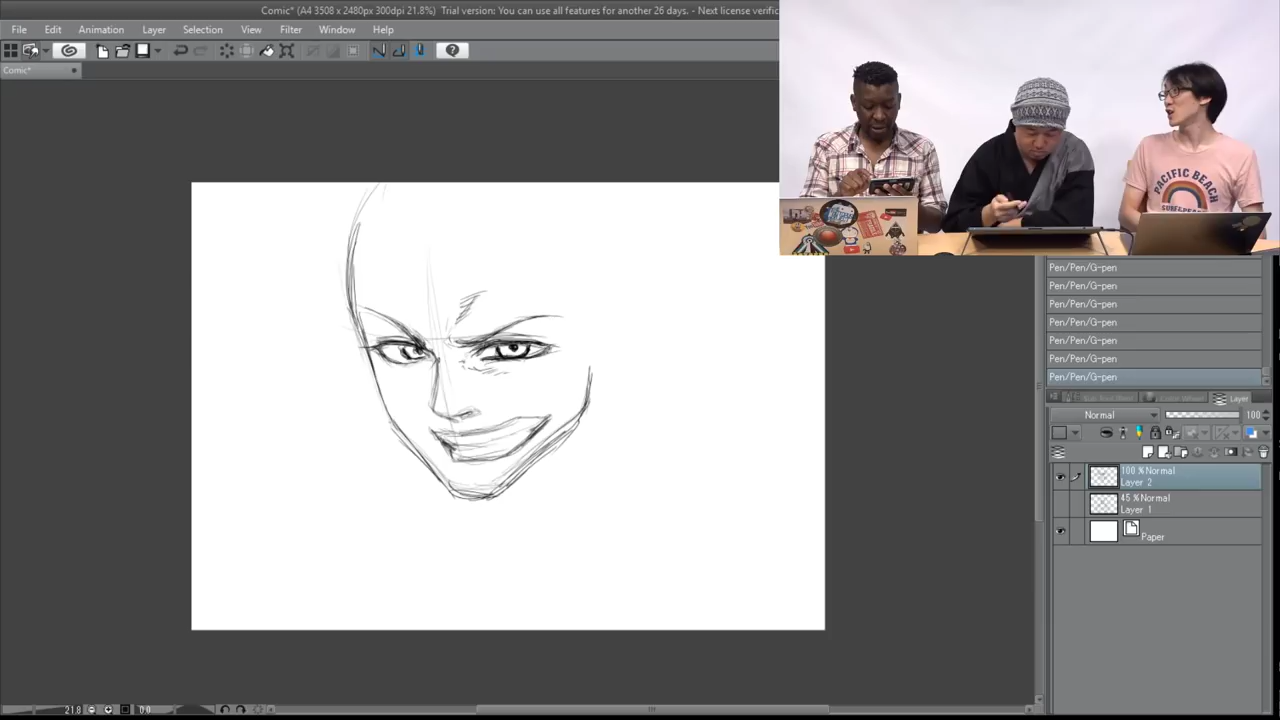 Comic* (A4 3508 x 2480px 300dpi 21.8%) Trial version: You can use all features for another 26 days. - Next license verific
File Edit Animation Layer Selection View Filter Window Help
Comic*
PACIFIC BEACH
Pen/Pen/G-pen
Pen/Pen/G-pen
Pen/Pen/G-pen
Pen/Pen/G-pen
Pen/Pen/G-pen
Pen/Pen/G-pen
Pen/Pen/G-pen
Layer
Normal 100
100 % Normal
Layer 2
45 % Normal
Layer 1
Paper
21.8 0.0